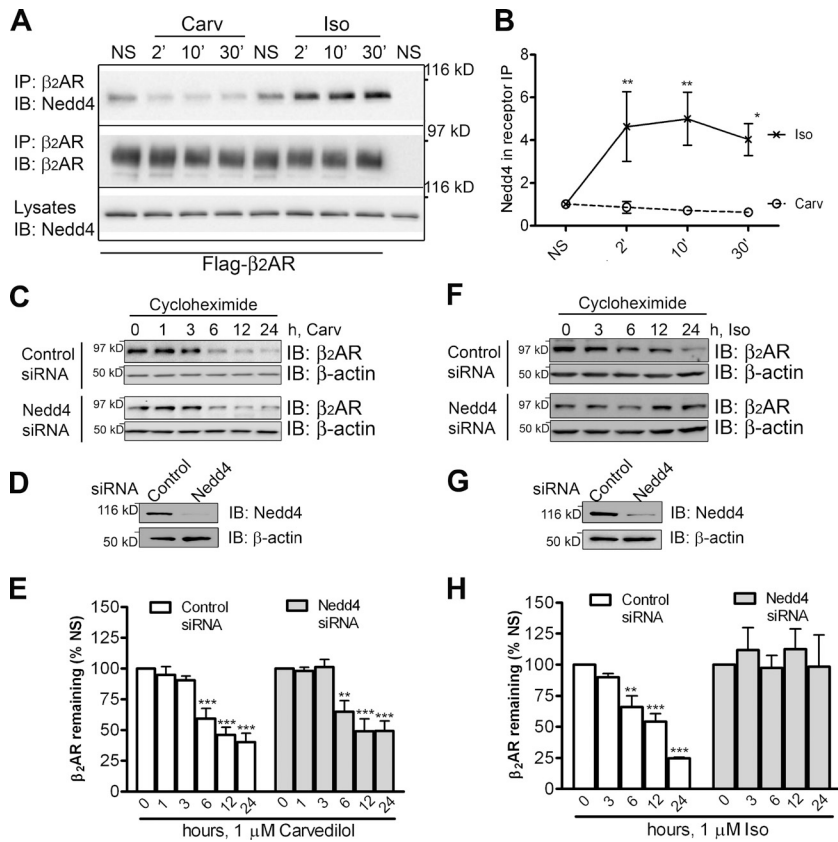 A
Carv Iso
NS 2' 10' 30' NS 2' 10' 30' NS
116 kD
IP: β2AR
IB: Nedd4
97 kD
IP: β2AR
IB: β2AR
116 kD
Lysates
IB: Nedd4
Flag-β2AR
B
Nedd4 in receptor IP
8
6
4
2
1
0
** ** *
Iso
Carv
NS 2' 10' 30'
C
Cycloheximide
0 1 3 6 12 24 h, Carv
Control siRNA
97 kD IB: β2AR
50 kD IB: β-actin
Nedd4 siRNA
97 kD IB: β2AR
50 kD IB: β-actin
F
Cycloheximide
0 3 6 12 24 h, Iso
Control siRNA
97 kD IB: β2AR
50 kD IB: β-actin
Nedd4 siRNA
97 kD IB: β2AR
50 kD IB: β-actin
D
siRNA Control Nedd4
116 kD IB: Nedd4
50 kD IB: β-actin
G
siRNA Control Nedd4
116 kD IB: Nedd4
50 kD IB: β-actin
E
β2AR remaining (% NS)
150
125
100
75
50
25
0
Control siRNA
Nedd4 siRNA
*** *** *** ** *** ***
0 1 3 6 12 24 0 1 3 6 12 24
hours, 1 μM Carvedilol
H
β2AR remaining (% NS)
150
125
100
75
50
25
0
Control siRNA
Nedd4 siRNA
** *** ***
0 3 6 12 24 0 3 6 12 24
hours, 1 μM Iso